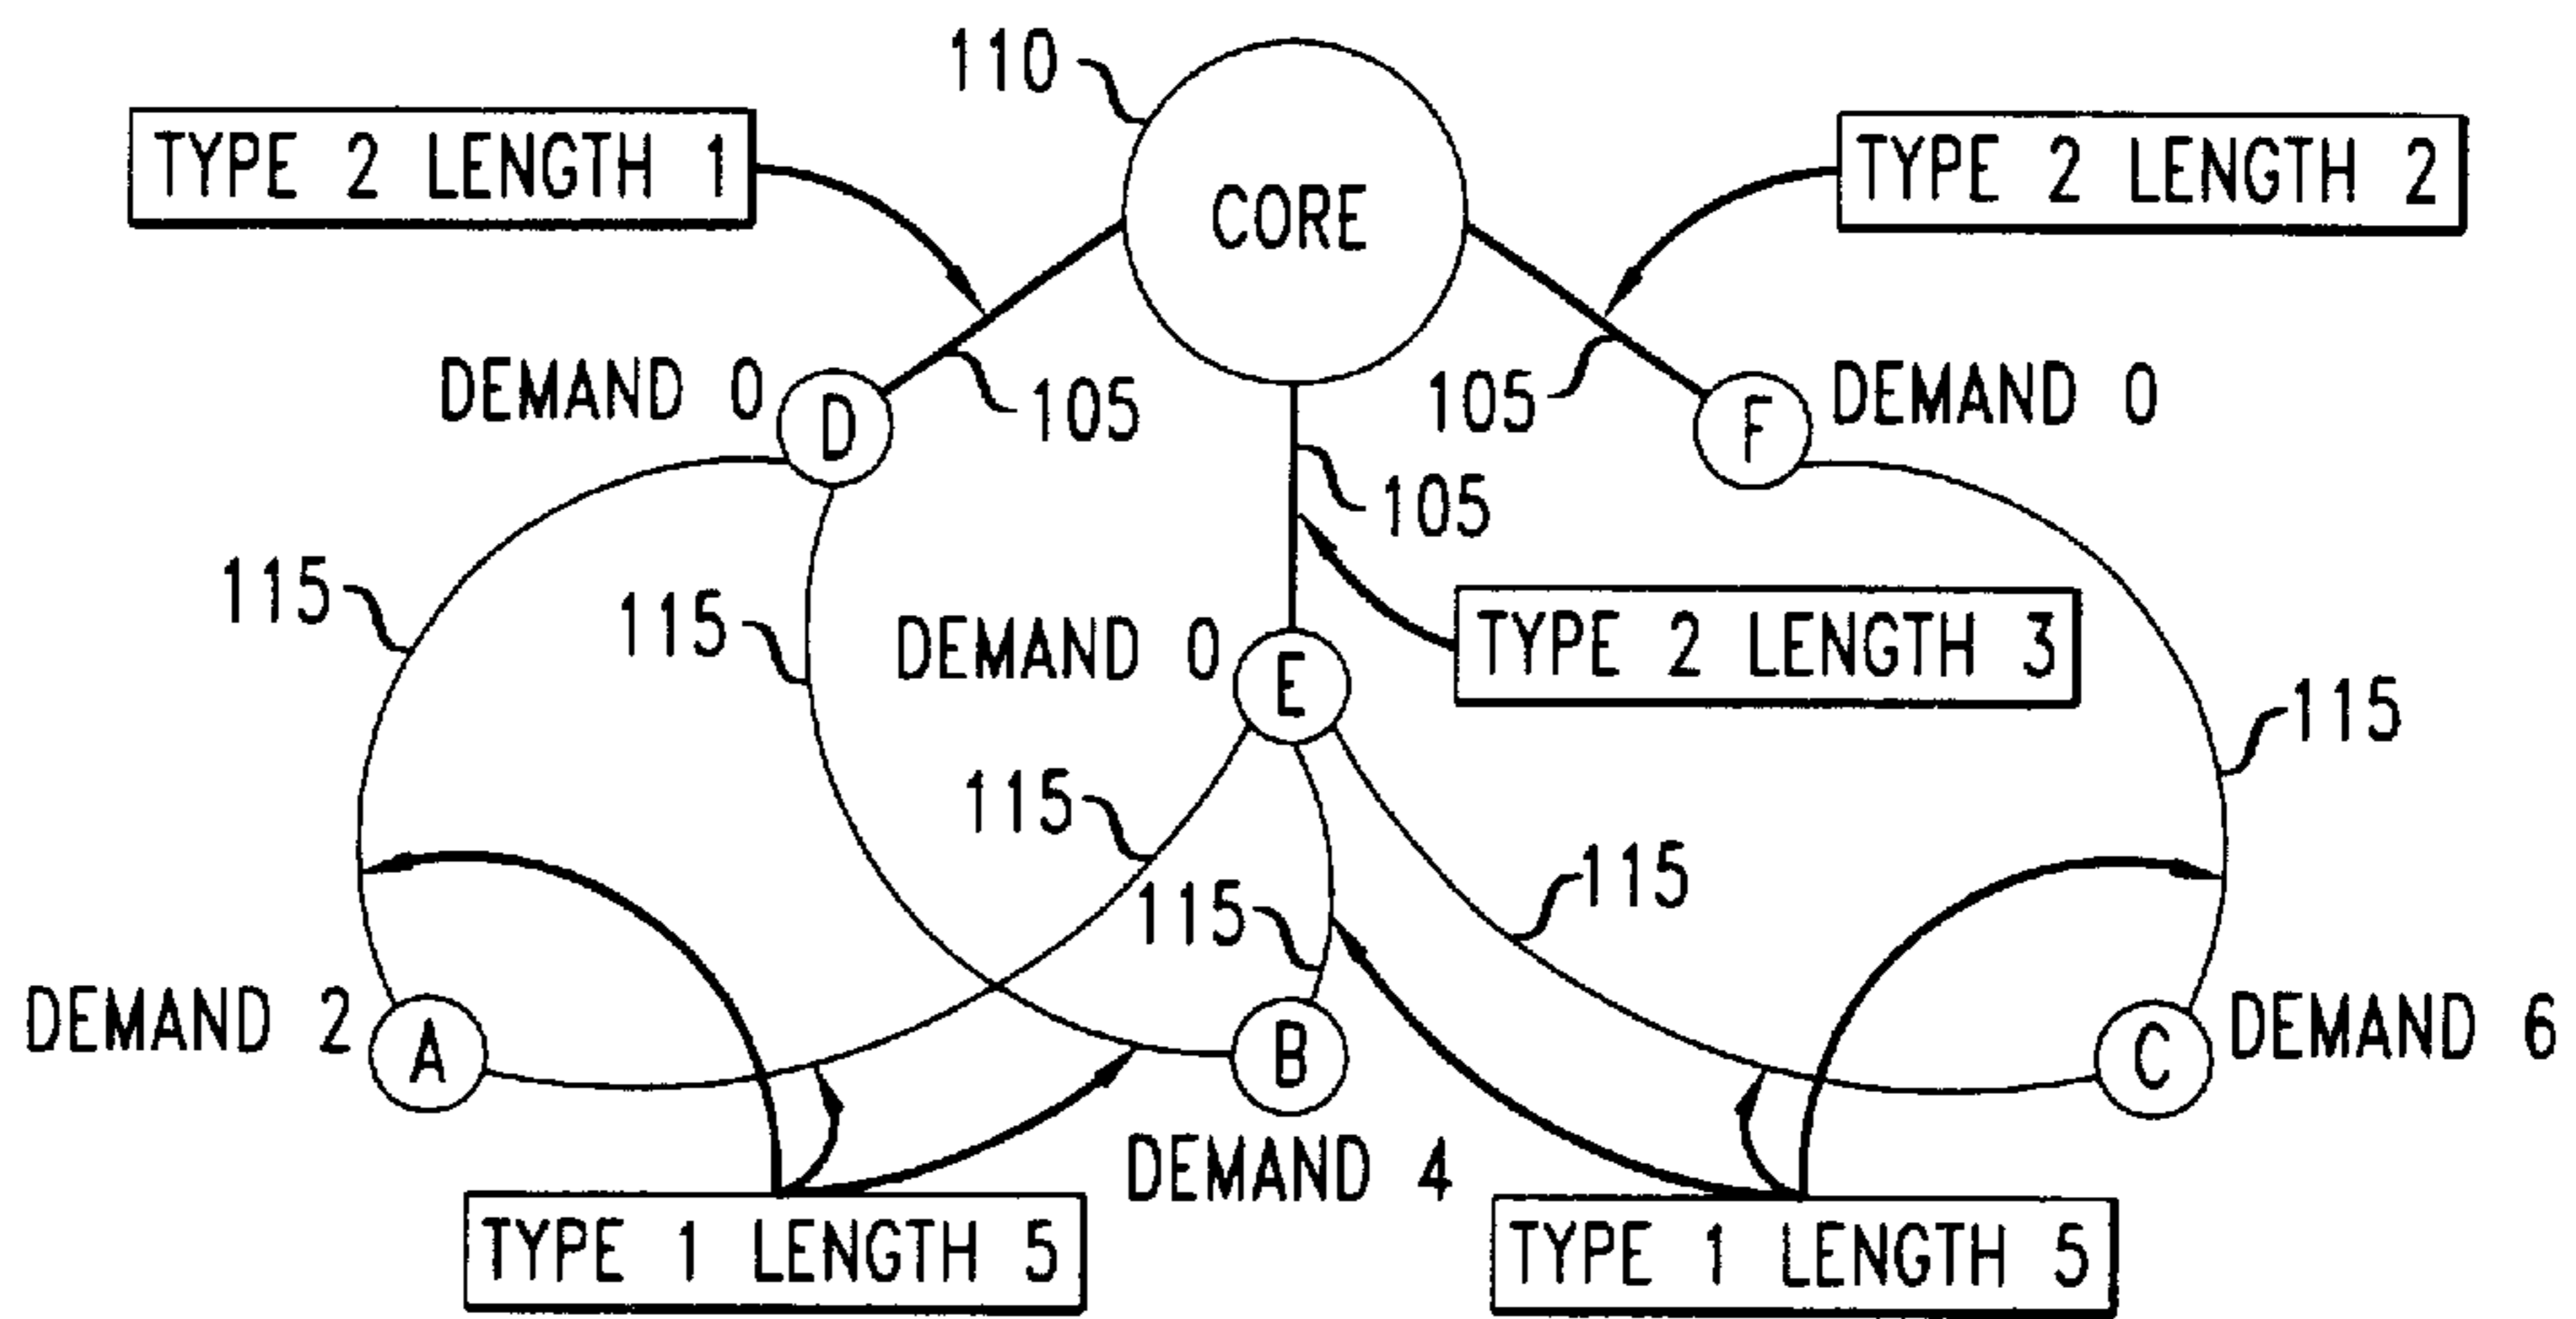 110
TYPE 2 LENGTH 1
TYPE 2 LENGTH 2
CORE
DEMAND 0
D
105
105
F
DEMAND 0
105
115
115
DEMAND 0
E
TYPE 2 LENGTH 3
115
115
115
115
DEMAND 2
A
B
C
DEMAND 6
DEMAND 4
TYPE 1 LENGTH 5
TYPE 1 LENGTH 5